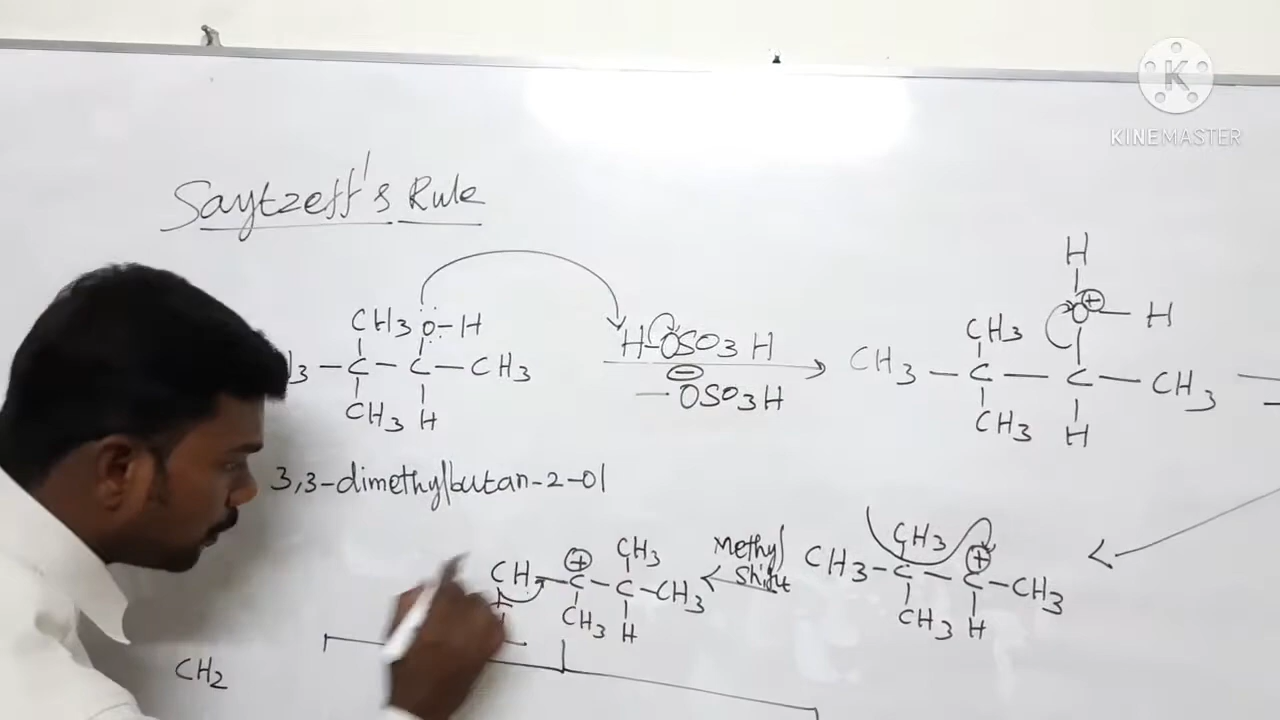 KINEMASTER
Saytzeff's Rule
H
CH3 O-H
CH3
O
⊕
H
H-OSO3H
3 - C - C - CH3
CH3 - C - C - CH3
⊖
- OSO3H
CH3 H
CH3 H
3,3-dimethylbutan-2-ol
CH3
Methyl
Shift
CH3
⊕
⊕
CH - C - C - CH3
CH3 - C - C - CH3
CH3 H
CH3 H
CH2